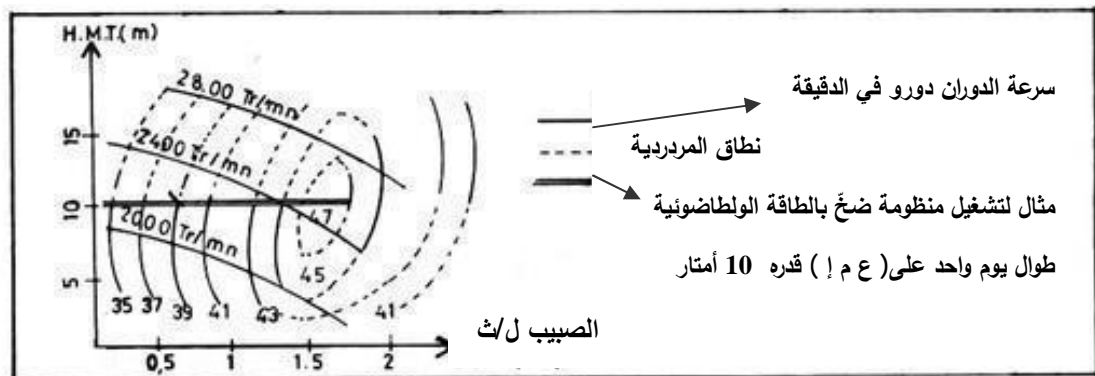 H.M.T.(m)
28.00 Tr/mn'
2400 Tr/mn
2000 Tr/mn
15
10
5
35
37
39
41
43
45
47
41
0,5
1
1.5
2
الصبيب ل/ث
سرعة الدوران دورو في الدقيقة
نطاق المردردية
مثال لتشغيل منظومة ضخّ بالطاقة الولطاضوئية
طوال يوم واحد على( ع م إ ) قدره 10 أمتار